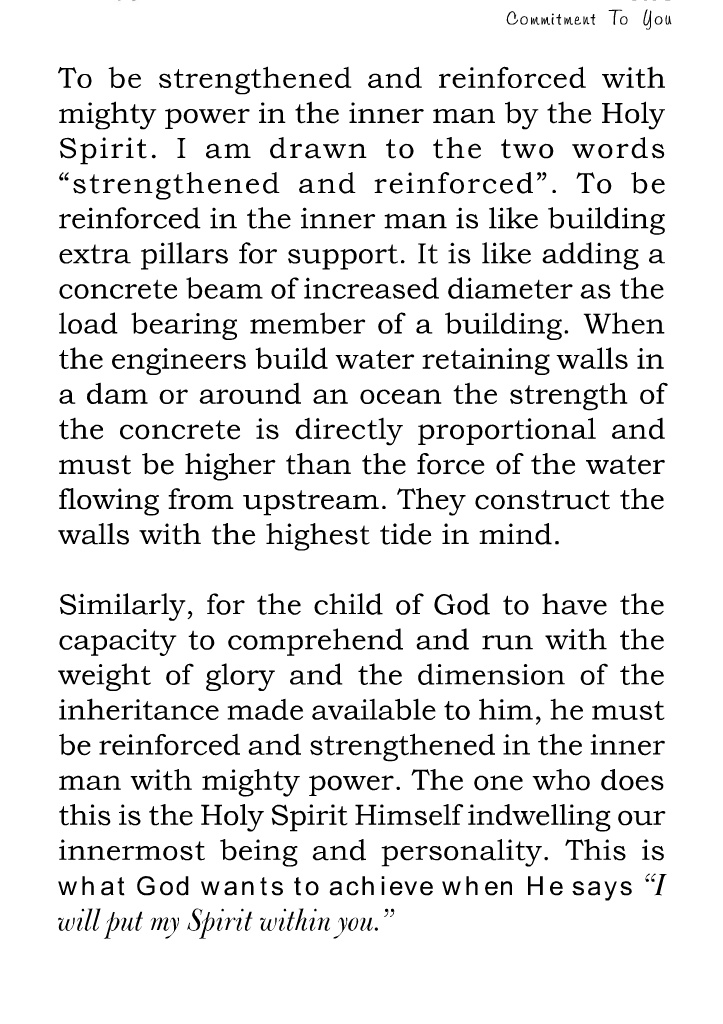 Commitment To You
To be strengthened and reinforced with
mighty power in the inner man by the Holy
Spirit. I am drawn to the two words
“strengthened and reinforced”. To be
reinforced in the inner man is like building
extra pillars for support. It is like adding a
concrete beam of increased diameter as the
load bearing member of a building. When
the engineers build water retaining walls in
a dam or around an ocean the strength of
the concrete is directly proportional and
must be higher than the force of the water
flowing from upstream. They construct the
walls with the highest tide in mind.
Similarly, for the child of God to have the
capacity to comprehend and run with the
weight of glory and the dimension of the
inheritance made available to him, he must
be reinforced and strengthened in the inner
man with mighty power. The one who does
this is the Holy Spirit Himself indwelling our
innermost being and personality. This is
what God wants to achieve when He says “I
will put my Spirit within you.”